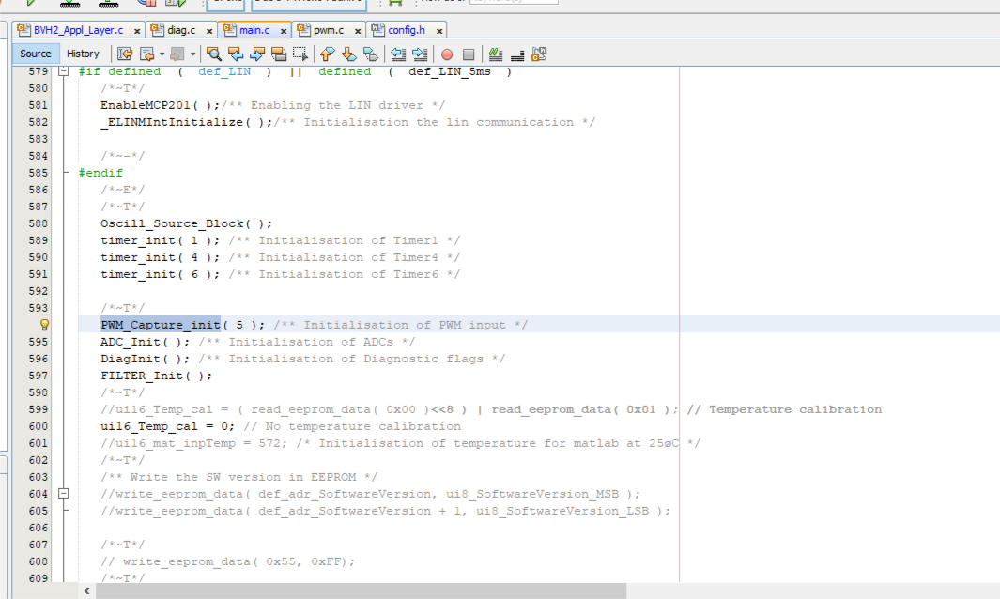 BVH2_Appl_Layer.c x diag.c x main.c x pwm.c x config.h x
Source History
579 #if defined ( def_LIN ) || defined ( def_LIN_5ms )
580 /*~T*/
581 EnableMCP201( );/** Enabling the LIN driver */
582 _ELINMIntInitialize( );/** Initialisation the lin communication */
583
584 /*~-*/
585 #endif
586 /*~E*/
587 /*~T*/
588 Oscill_Source_Block( );
589 timer_init( 1 ); /** Initialisation of Timer1 */
590 timer_init( 4 ); /** Initialisation of Timer4 */
591 timer_init( 6 ); /** Initialisation of Timer6 */
592
593 /*~T*/
PWM_Capture_init( 5 ); /** Initialisation of PWM input */
595 ADC_Init( ); /** Initialisation of ADCs */
596 DiagInit( ); /** Initialisation of Diagnostic flags */
597 FILTER_Init( );
598 /*~T*/
599 //ui16_Temp_cal = ( read_eeprom_data( 0x00 )<<8 ) | read_eeprom_data( 0x01 ); // Temperature calibration
600 ui16_Temp_cal = 0; // No temperature calibration
601 //ui16_mat_inpTemp = 572; /* Initialisation of temperature for matlab at 25øC */
602 /*~T*/
603 /** Write the SW version in EEPROM */
604 //write_eeprom_data( def_adr_SoftwareVersion, ui8_SoftwareVersion_MSB );
605 //write_eeprom_data( def_adr_SoftwareVersion + 1, ui8_SoftwareVersion_LSB );
606
607 /*~T*/
608 // write_eeprom_data( 0x55, 0xFF);
609 /*~T*/